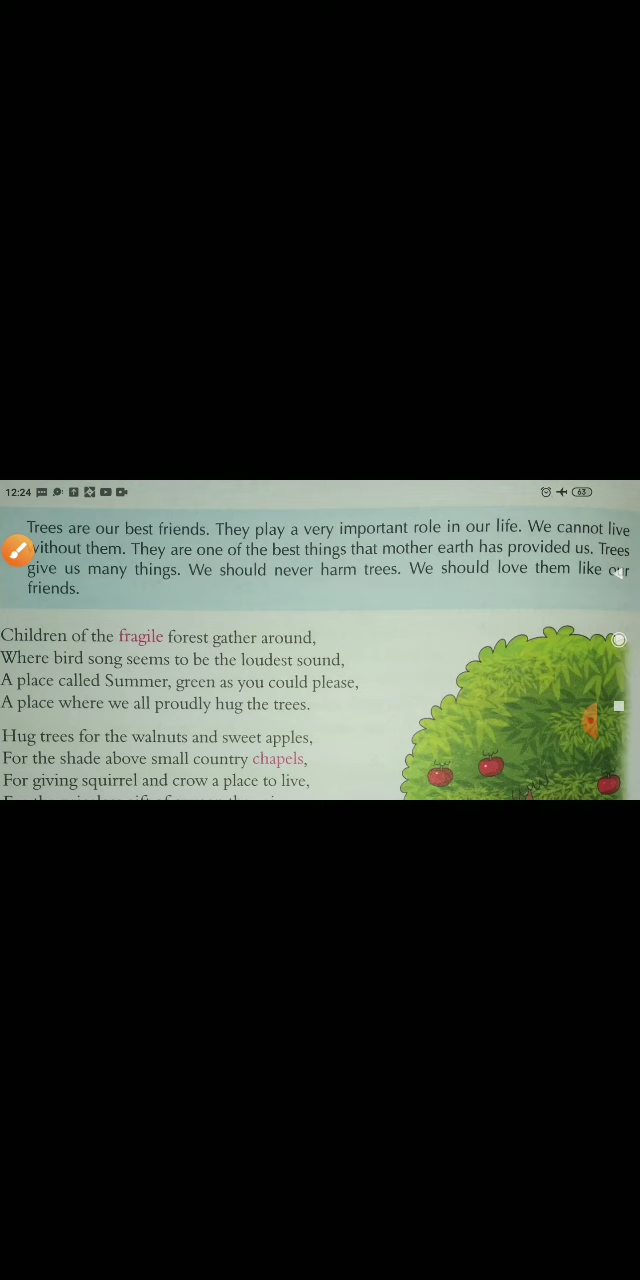 12:24
63
Trees are our best friends. They play a very important role in our life. We cannot live
without them. They are one of the best things that mother earth has provided us. Trees
give us many things. We should never harm trees. We should love them like our
friends.
Children of the fragile forest gather around,
Where bird song seems to be the loudest sound,
A place called Summer, green as you could please,
A place where we all proudly hug the trees.
Hug trees for the walnuts and sweet apples,
For the shade above small country chapels,
For giving squirrel and crow a place to live,